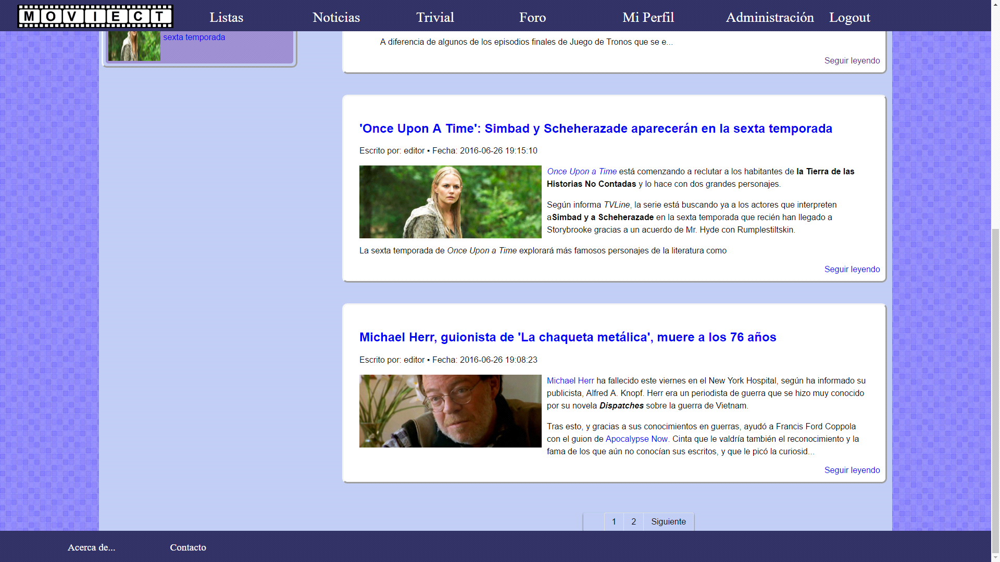 MOVIECT Listas Noticias Trivial Foro Mi Perfil Administración Logout
sexta temporada
A diferencia de algunos de los episodios finales de Juego de Tronos que se e...
Seguir leyendo
'Once Upon A Time': Simbad y Scheherazade aparecerán en la sexta temporada
Escrito por: editor • Fecha: 2016-06-26 19:15:10
Once Upon a Time está comenzando a reclutar a los habitantes de la Tierra de las
Historias No Contadas y lo hace con dos grandes personajes.
Según informa TVLine, la serie está buscando ya a los actores que interpreten
aSimbad y a Scheherazade en la sexta temporada que recién han llegado a
Storybrooke gracias a un acuerdo de Mr. Hyde con Rumplestiltskin.
La sexta temporada de Once Upon a Time explorará más famosos personajes de la literatura como
Seguir leyendo
Michael Herr, guionista de 'La chaqueta metálica', muere a los 76 años
Escrito por: editor • Fecha: 2016-06-26 19:08:23
Michael Herr ha fallecido este viernes en el New York Hospital, según ha informado su
publicista, Alfred A. Knopf. Herr era un periodista de guerra que se hizo muy conocido
por su novela Dispatches sobre la guerra de Vietnam.
Tras esto, y gracias a sus conocimientos en guerras, ayudó a Francis Ford Coppola
con el guion de Apocalypse Now. Cinta que le valdría también el reconocimiento y la
fama de los que aún no conocían sus escritos, y que le picó la curiosid...
Seguir leyendo
1 2 Siguiente
Acerca de... Contacto